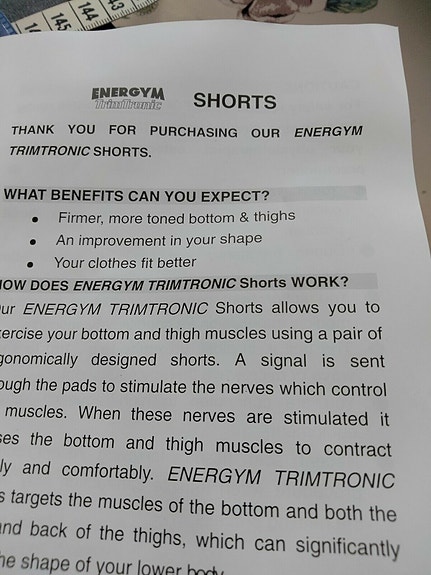 43
144
145
ENERGYM
TrimTronic
SHORTS
THANK YOU FOR PURCHASING OUR ENERGYM
TRIMTRONIC SHORTS.
WHAT BENEFITS CAN YOU EXPECT?
• Firmer, more toned bottom & thighs
• An improvement in your shape
• Your clothes fit better
HOW DOES ENERGYM TRIMTRONIC Shorts WORK?
ur ENERGYM TRIMTRONIC Shorts allows you to
ercise your bottom and thigh muscles using a pair of
gonomically designed shorts. A signal is sent
ough the pads to stimulate the nerves which control
muscles. When these nerves are stimulated it
ses the bottom and thigh muscles to contract
ly and comfortably. ENERGYM TRIMTRONIC
s targets the muscles of the bottom and both the
and back of the thighs, which can significantly
he shape of your lower body